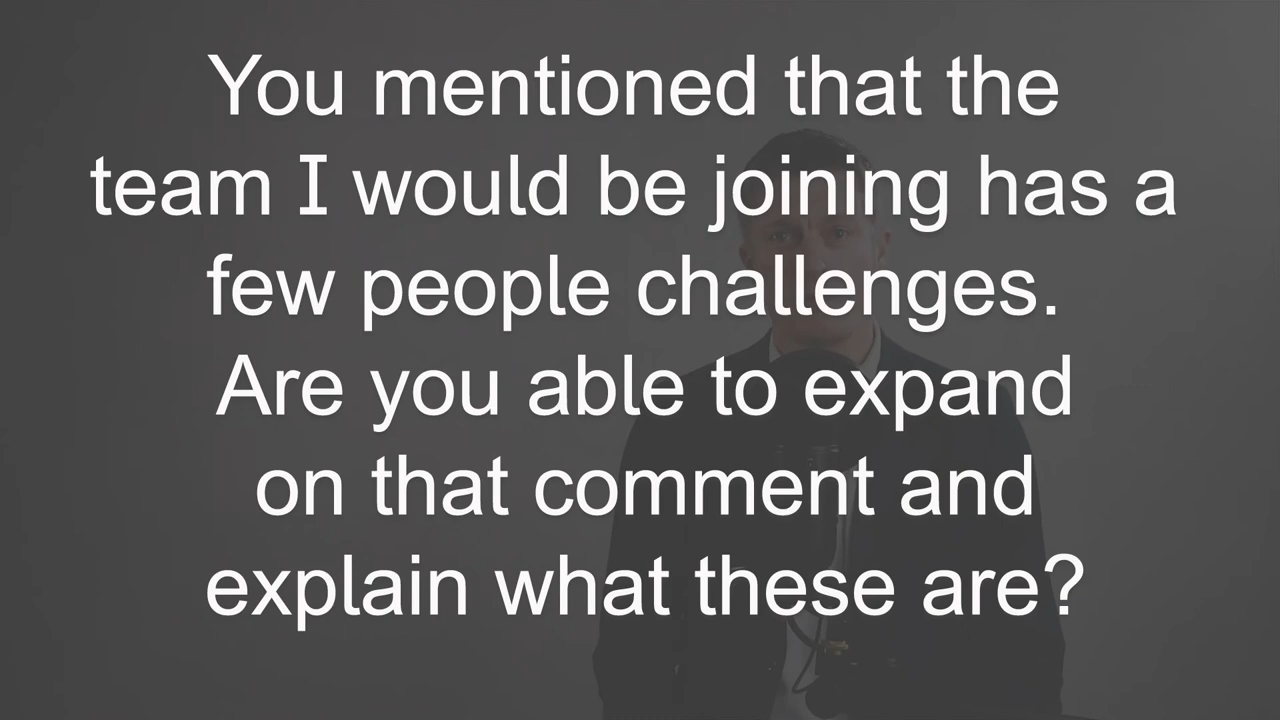 You mentioned that the
team I would be joining has a
few people challenges.
Are you able to expand
on that comment and
explain what these are?